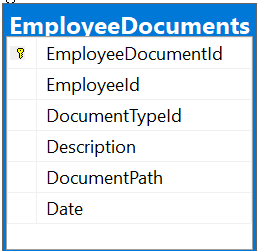 EmployeeDocuments
EmployeeDocumentId
EmployeeId
DocumentTypeId
Description
DocumentPath
Date